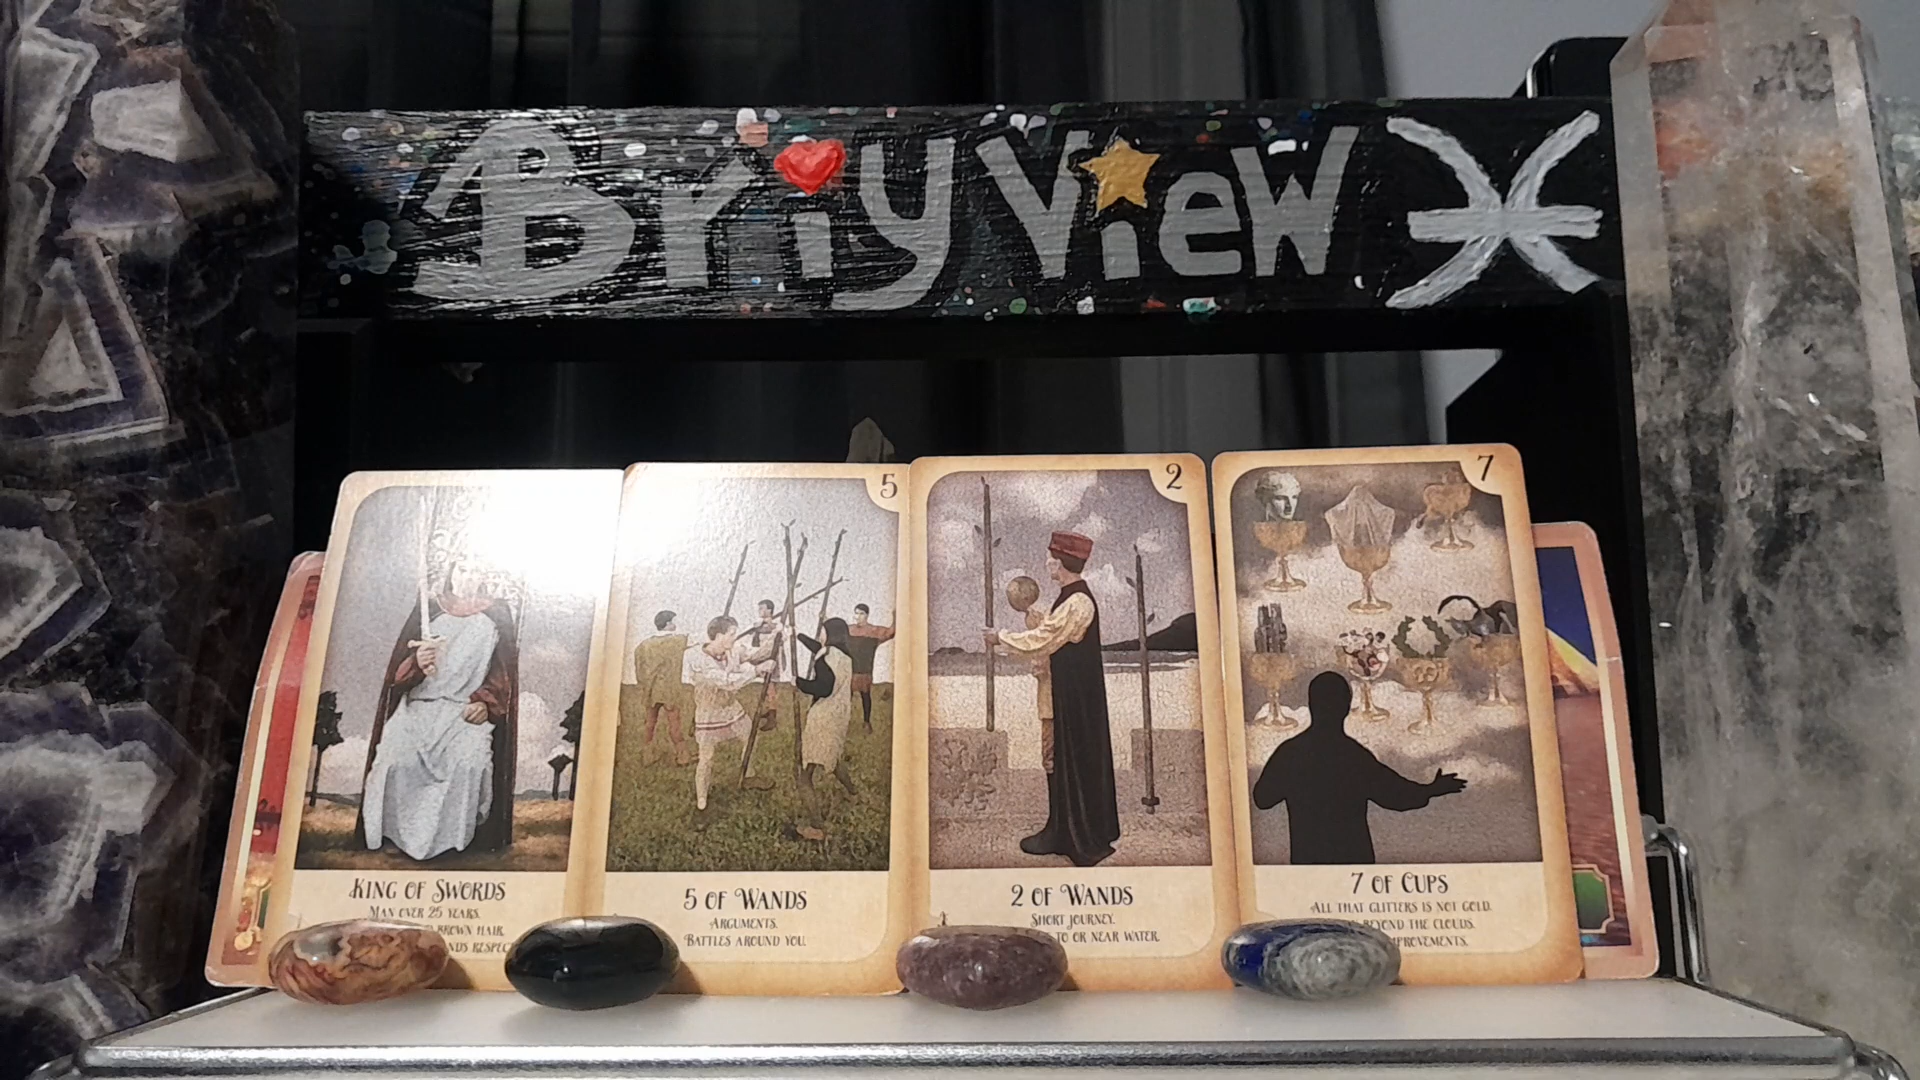 BriyView
5
2
7
KING OF SWORDS
MAN OVER 25 YEARS.
BROWN HAIR.
RESPECT
5 OF WANDS
ARGUMENTS.
BATTLES AROUND YOU.
2 OF WANDS
SHORT JOURNEY.
TO OR NEAR WATER.
7 OF CUPS
ALL THAT GLITTERS IS NOT GOLD.
BEYOND THE CLOUDS.